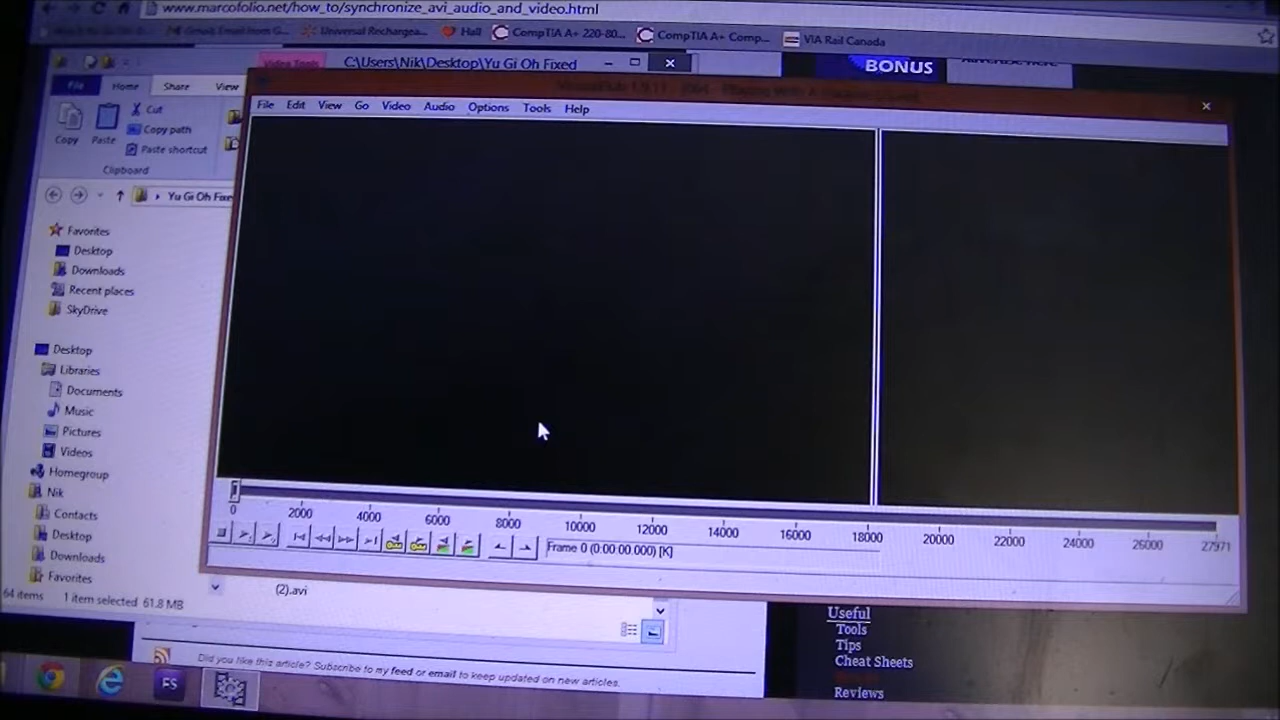 www.marcofolio.net/how_to/synchronize_avi_audio_and_video.html
Universal Rechargea...
Hall
CompTIA A+ 220-80...
CompTIA A+ Comp...
VIA Rail Canada
Video Tools
C:\Users\Nik\Desktop\Yu Gi Oh Fixed
BONUS
File
Home
Share
View
Copy
Paste
Cut
Copy path
Paste shortcut
Clipboard
Yu Gi Oh Fixe
Favorites
Desktop
Downloads
Recent places
SkyDrive
Desktop
Libraries
Documents
Music
Pictures
Videos
Homegroup
Nik
Contacts
Desktop
Downloads
Favorites
64 items 1 item selected 61.8 MB
File Edit View Go Video Audio Options Tools Help
0 2000 4000 6000 8000 10000 12000 14000 16000 18000 20000 22000 24000 26000 27971
Frame 0 (0:00:00.000) [K]
(2).avi
Did you like this article? Subscribe to my feed or email to keep updated on new articles.
Useful
Tools
Tips
Cheat Sheets
Reviews
FS